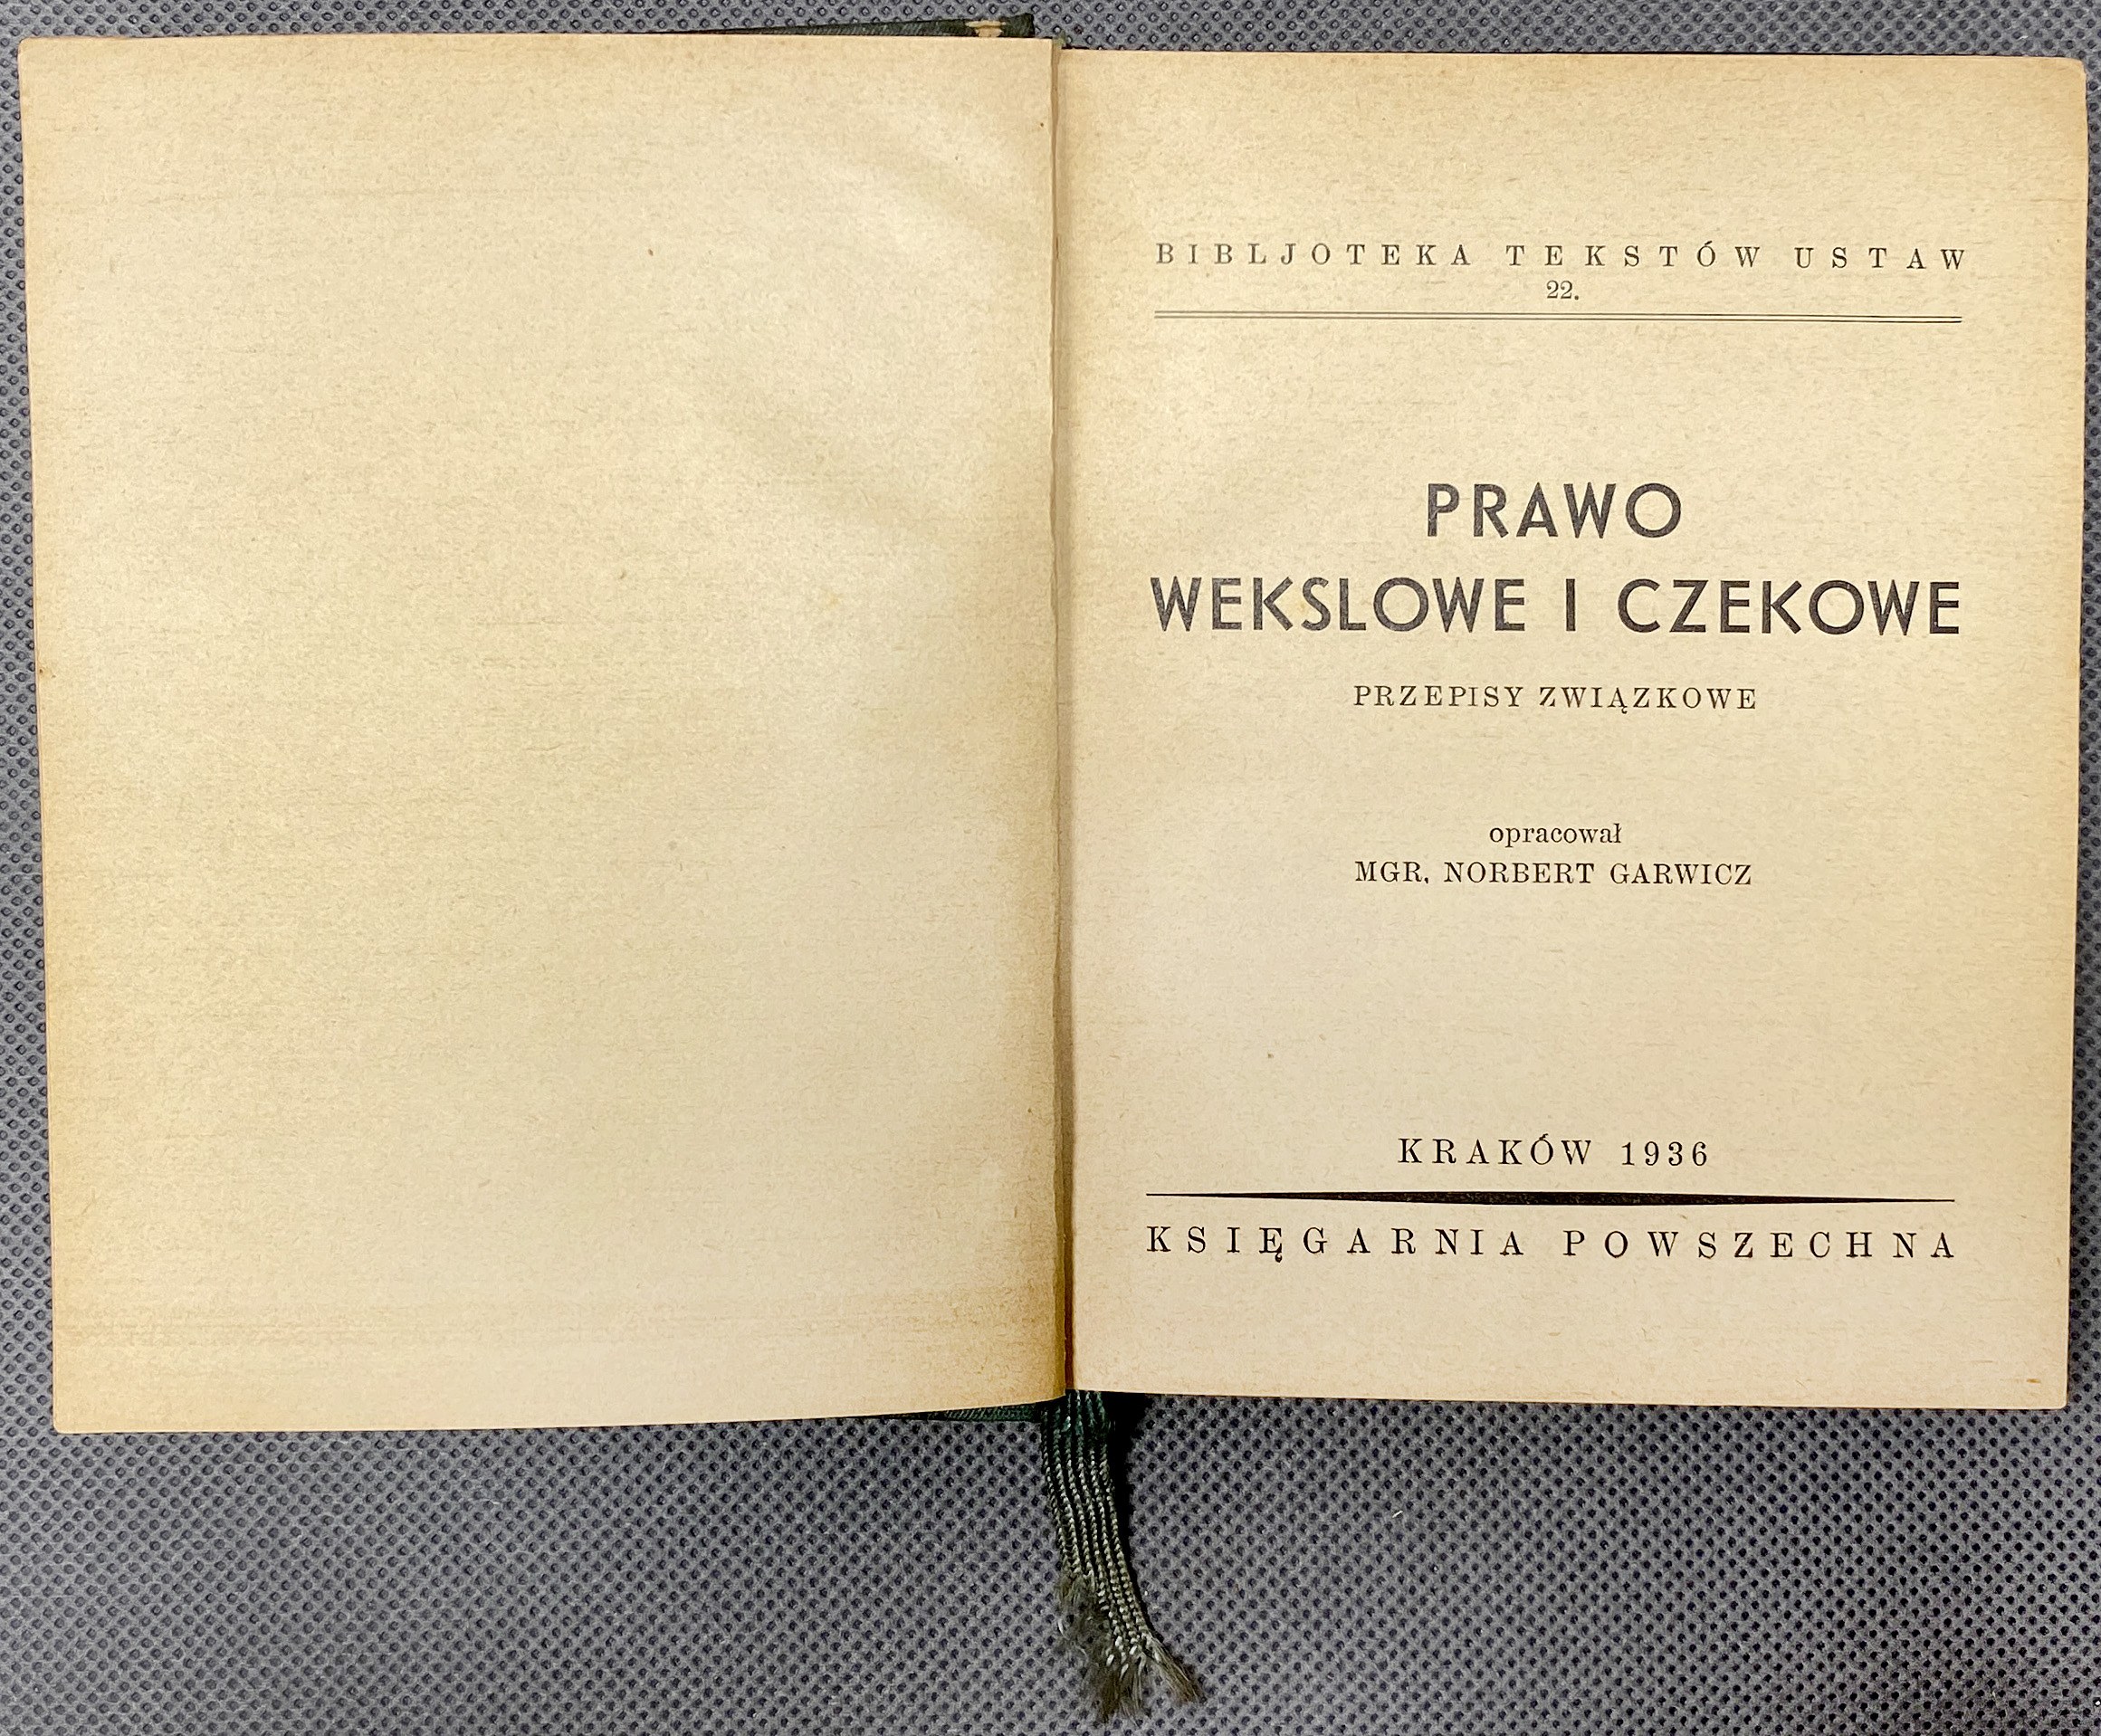 BIBLJOTEKA TEKSTÓW USTAW
22.
PRAWO
WEKSLOWE I CZEKOWE
PRZEPISY ZWIĄZKOWE
opracował
MGR. NORBERT GARWICZ
KRAKÓW 1936
KSIĘGARNIA POWSZECHNA